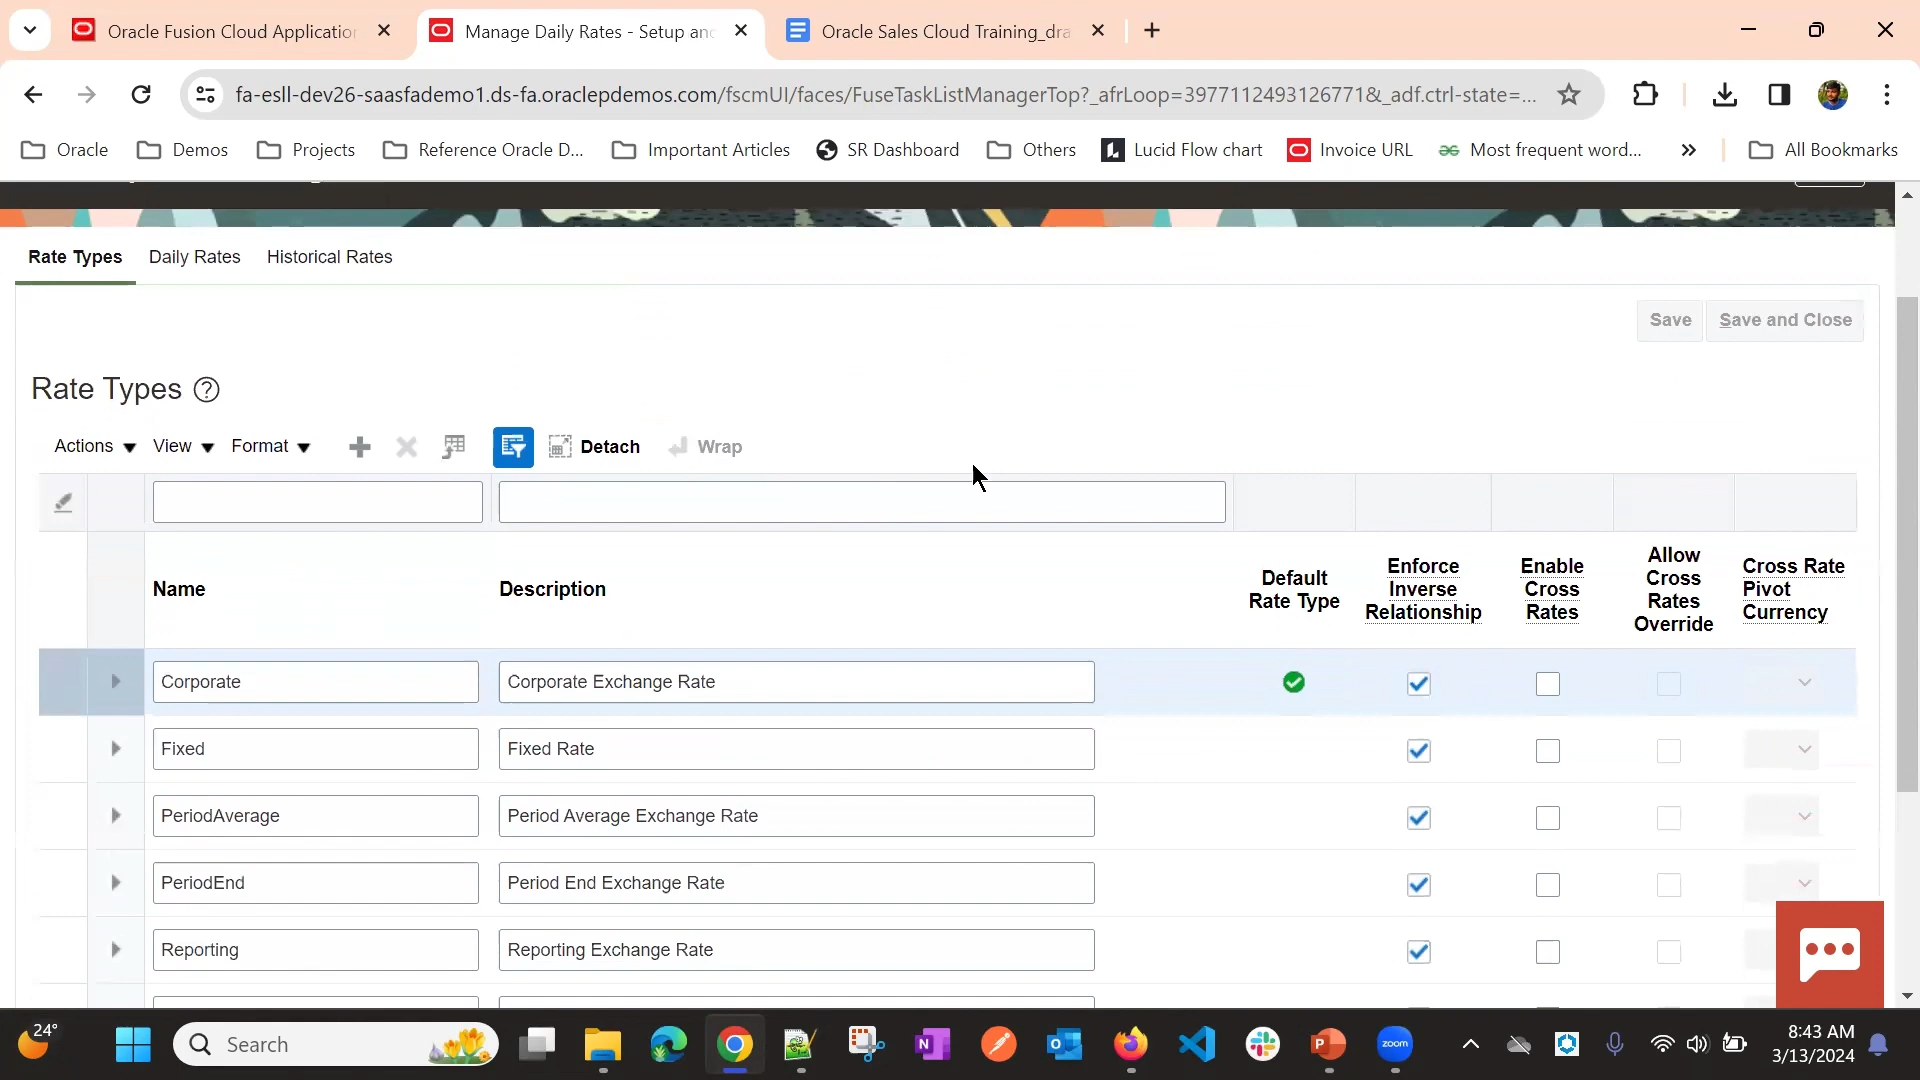 Oracle Fusion Cloud Applicatior
Manage Daily Rates - Setup and
Oracle Sales Cloud Training_dra
fa-esll-dev26-saasfademo1.ds-fa.oraclepdemos.com/fscmUI/faces/FuseTaskListManagerTop?_afrLoop=3977112493126771&_adf.ctrl-state=...
Oracle
Demos
Projects
Reference Oracle D...
Important Articles
SR Dashboard
Others
Lucid Flow chart
Invoice URL
Most frequent word...
All Bookmarks
Rate Types Daily Rates Historical Rates
Save Save and Close
Rate Types
Actions View Format Detach Wrap
Name
Description
Default
Rate Type
Enforce
Inverse
Relationship
Enable
Cross
Rates
Allow
Cross
Rates
Override
Cross Rate
Pivot
Currency
Corporate Corporate Exchange Rate
Fixed Fixed Rate
PeriodAverage Period Average Exchange Rate
PeriodEnd Period End Exchange Rate
Reporting Reporting Exchange Rate
24°
Search
zoom
8:43 AM
3/13/2024